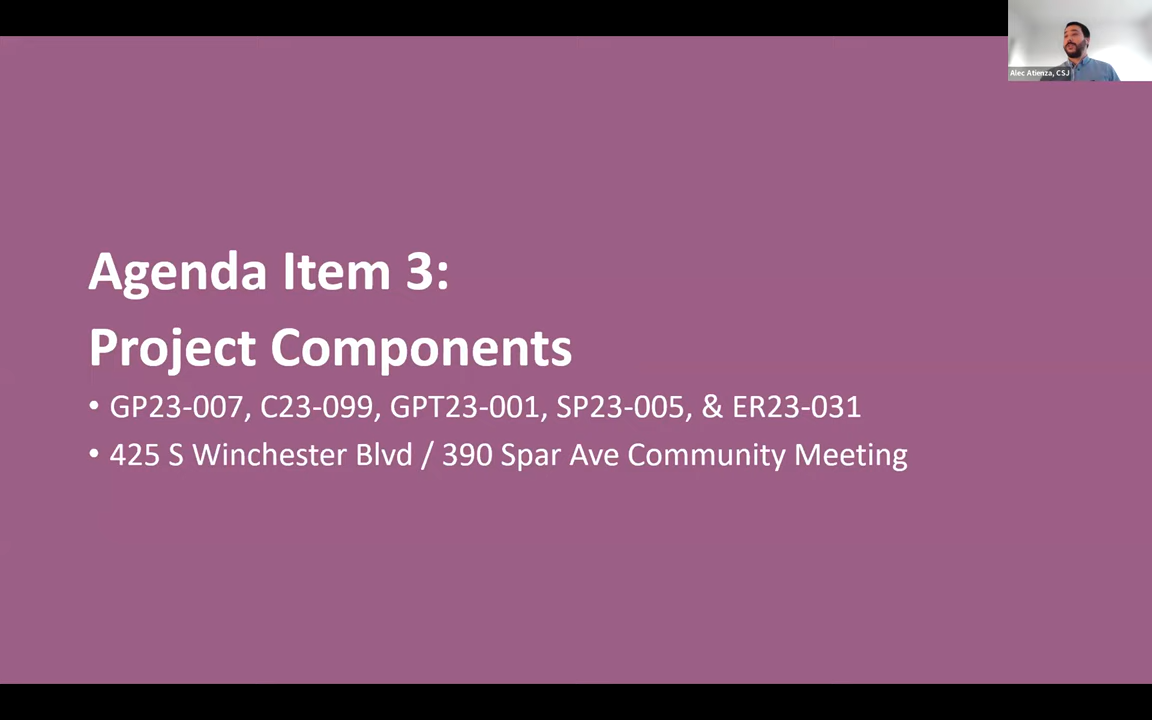 Alec Atienza, CSJ
Agenda Item 3:
Project Components
• GP23-007, C23-099, GPT23-001, SP23-005, & ER23-031
• 425 S Winchester Blvd / 390 Spar Ave Community Meeting